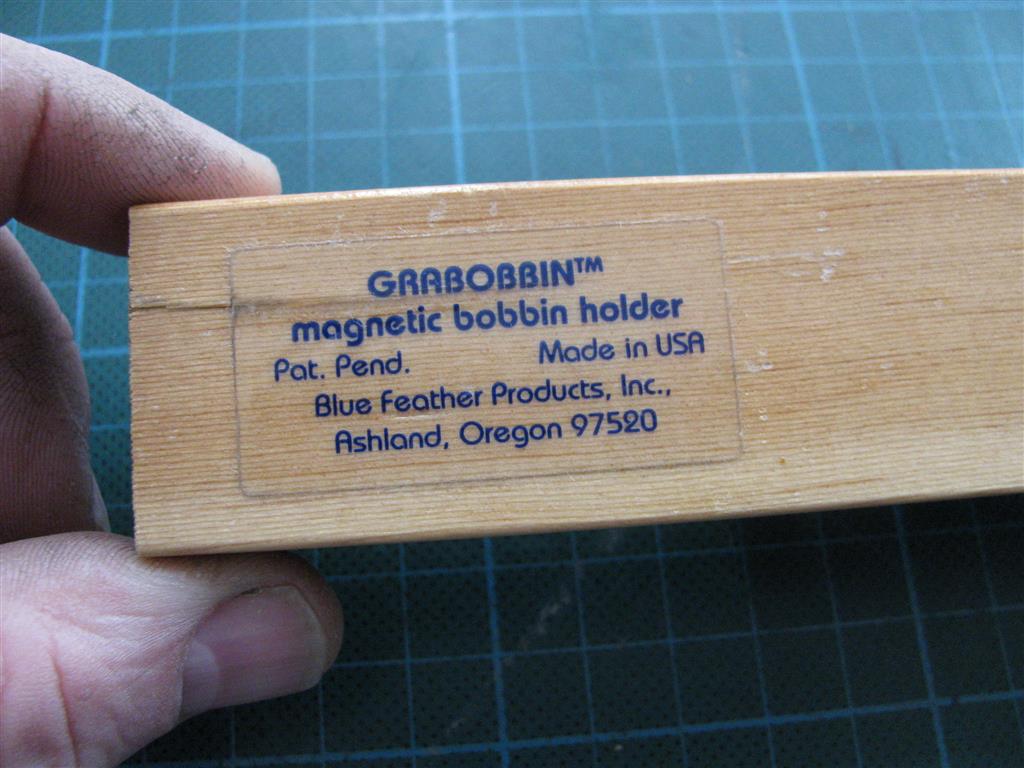 GRABOBBIN™
magnetic bobbin holder
Pat. Pend. Made in USA
Blue Feather Products, Inc.,
Ashland, Oregon 97520